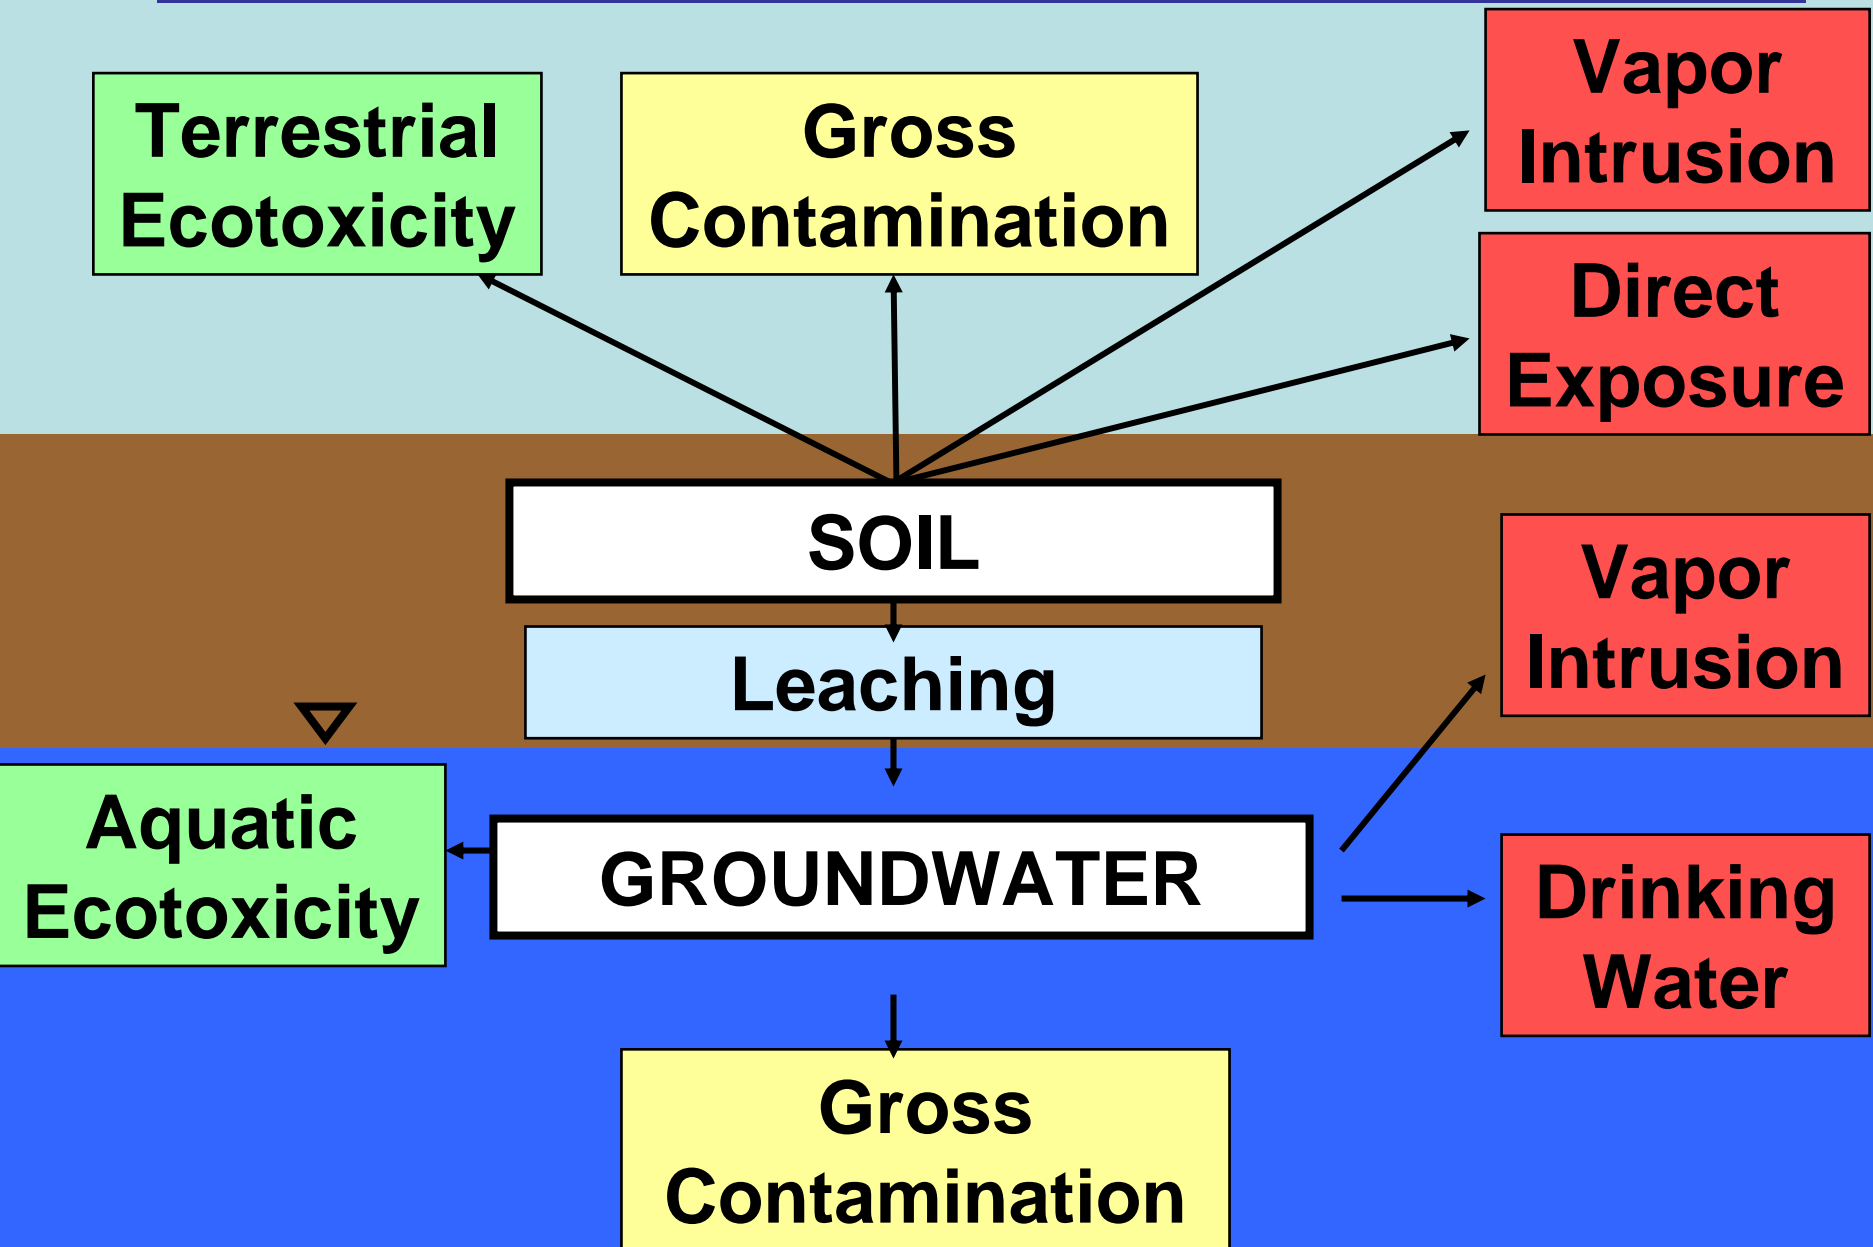 Terrestrial
Ecotoxicity
Gross
Contamination
Vapor
Intrusion
Direct
Exposure
SOIL
Vapor
Intrusion
Leaching
Aquatic
Ecotoxicity
GROUNDWATER
Drinking
Water
Gross
Contamination